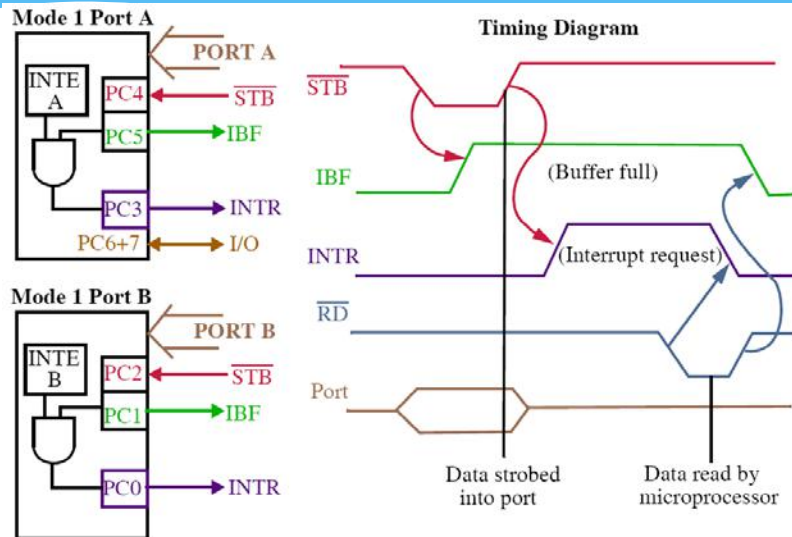 Mode 1 Port A
PORT A
INTE
A
PC4
STB
PC5
IBF
PC3
INTR
PC6+7
I/O
Mode 1 Port B
PORT B
INTE
B
PC2
STB
PC1
IBF
PC0
INTR
Timing Diagram
STB
IBF
(Buffer full)
INTR
(Interrupt request)
RD
Port
Data strobed
into port
Data read by
microprocessor